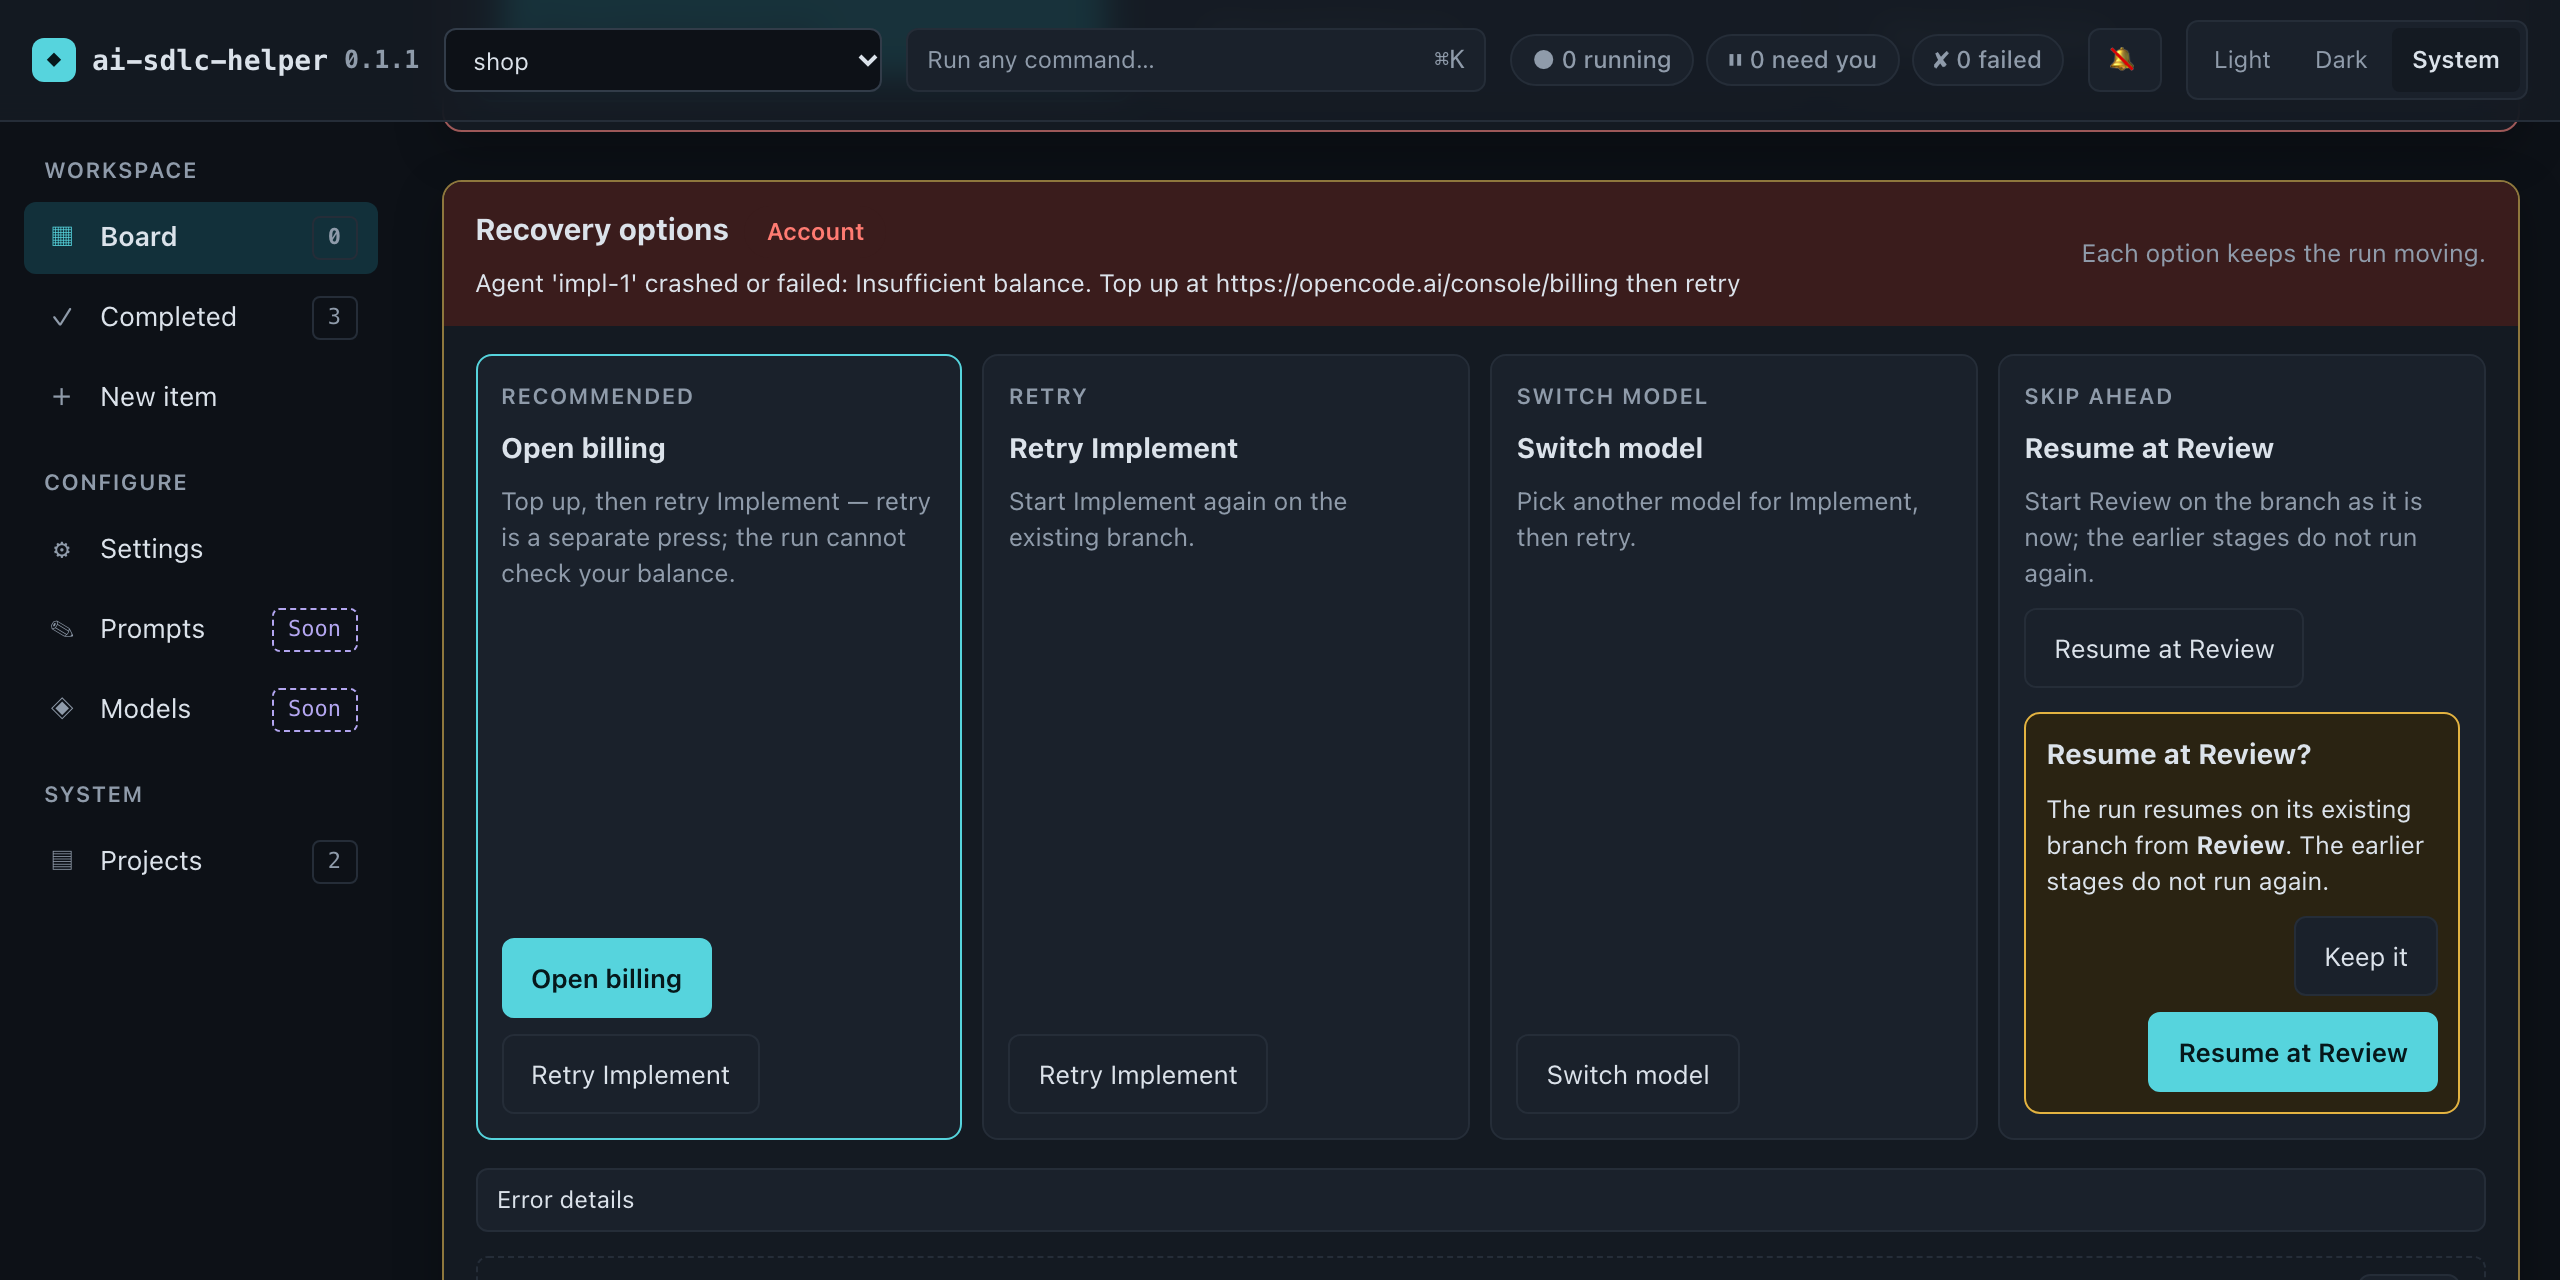 ai-sdlc-helper 0.1.1
shop
Run any command... ⌘K
0 running
0 need you
✘ 0 failed
Light
Dark
System
WORKSPACE
Board 0
Completed 3
New item
CONFIGURE
Settings
Prompts Soon
Models Soon
SYSTEM
Projects 2
Recovery options Account
Agent 'impl-1' crashed or failed: Insufficient balance. Top up at https://opencode.ai/console/billing then retry
Each option keeps the run moving.
RECOMMENDED
Open billing
Top up, then retry Implement — retry
is a separate press; the run cannot
check your balance.
Open billing
Retry Implement
RETRY
Retry Implement
Start Implement again on the
existing branch.
Retry Implement
SWITCH MODEL
Switch model
Pick another model for Implement,
then retry.
Switch model
SKIP AHEAD
Resume at Review
Start Review on the branch as it is
now; the earlier stages do not run
again.
Resume at Review
Resume at Review?
The run resumes on its existing
branch from Review. The earlier
stages do not run again.
Keep it
Resume at Review
Error details